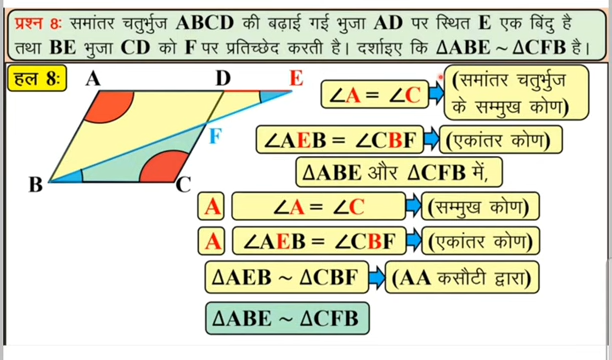 प्रश्न 8: समांतर चतुर्भुज ABCD की बढ़ाई गई भुजा AD पर स्थित E एक बिंदु है
तथा BE भुजा CD को F पर प्रतिच्छेद करती है। दर्शाइए कि ΔABE ~ ΔCFB है।
हल 8:
A
D
E
F
B
C
∠A = ∠C
(समांतर चतुर्भुज
के सम्मुख कोण)
∠AEB = ∠CBF
(एकांतर कोण)
ΔABE और ΔCFB में,
A
∠A = ∠C
(सम्मुख कोण)
A
∠AEB = ∠CBF
(एकांतर कोण)
ΔAEB ~ ΔCBF
(AA कसौटी द्वारा)
ΔABE ~ ΔCFB